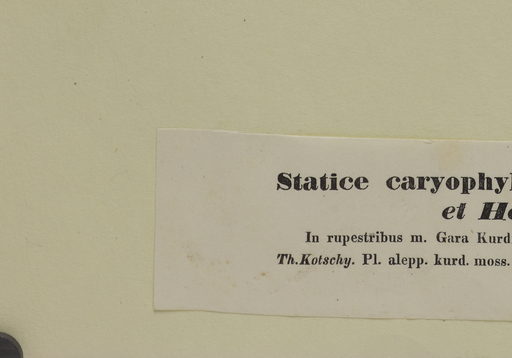 Statice caryophyl
et He
In rupestribus m. Gara Kurd
Th.Kotschy. Pl. alepp. kurd. moss.